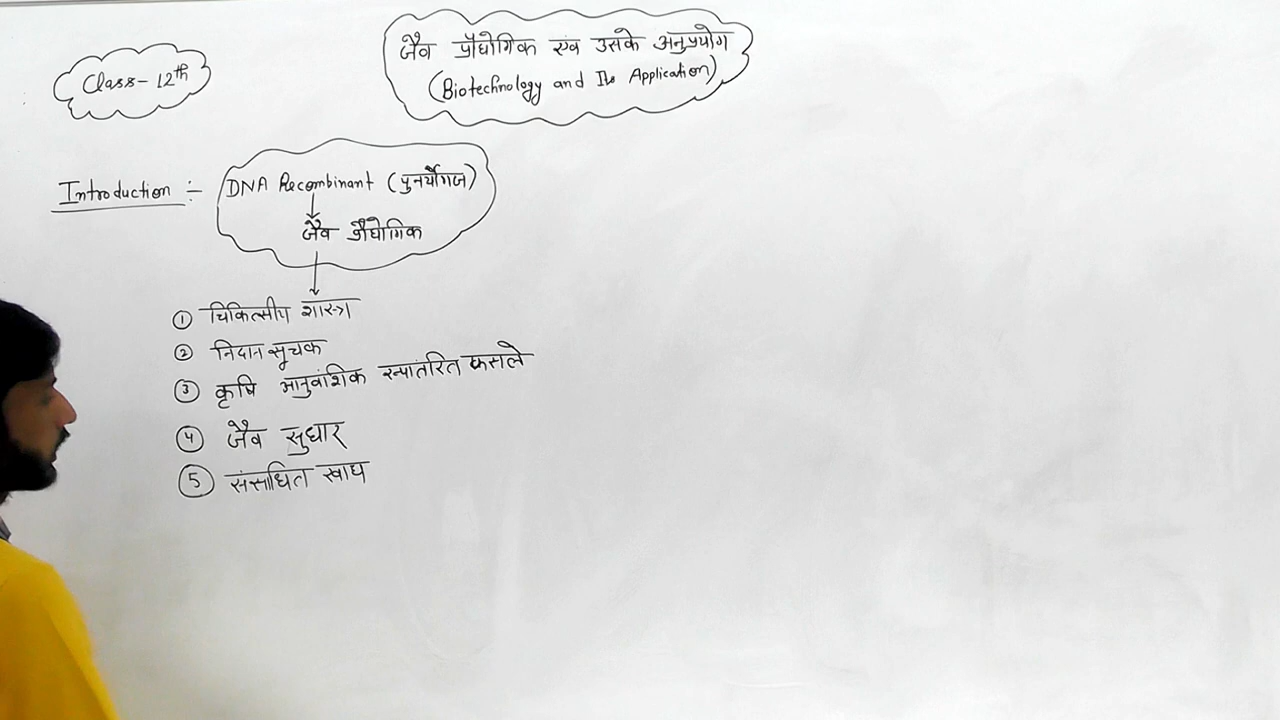 Class- 12th
जैव प्रौघोगिक एंव उसके अनुप्रयोग
(Biotechnology and Its Application)
Introduction :- DNA Recombinant (पुनर्योगज)
जैव प्रौघोगिक
① चिकित्सीय शास्त्र
② निदान सूचक
③ कृषि आनुवांशिक रूपांतरित फसले
④ जैव सुधार
⑤ संसाधित खाघ